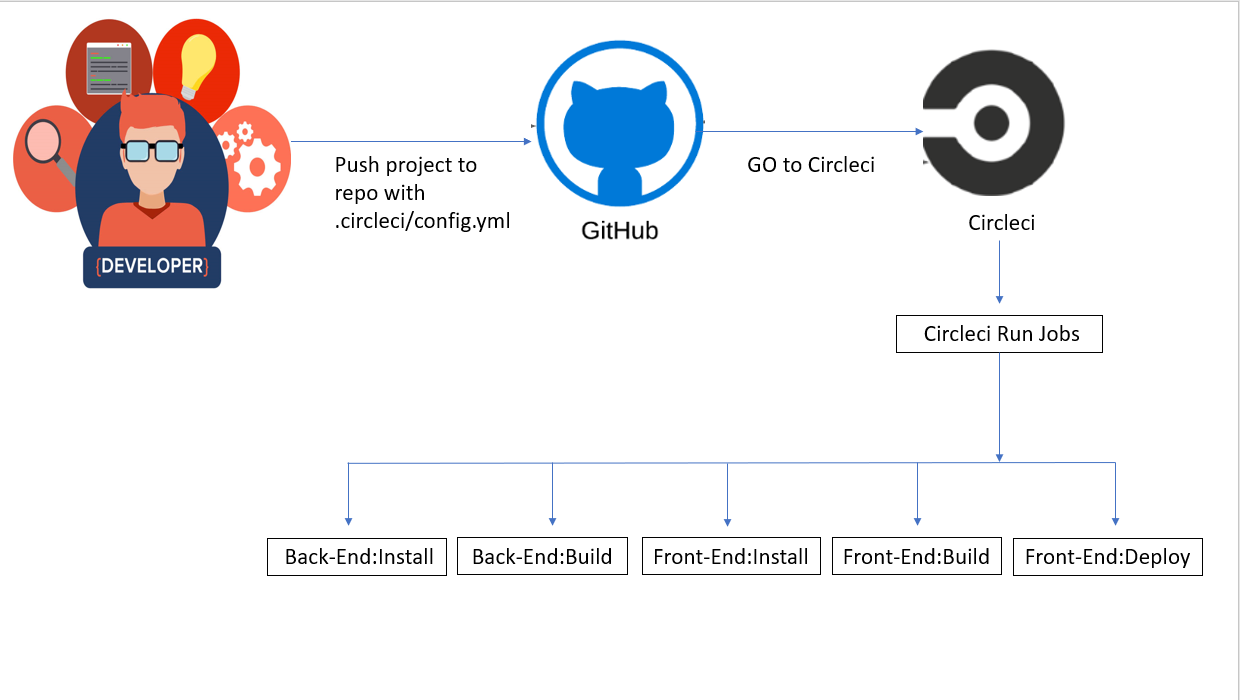 Push project to
repo with
.circleci/config.yml
{DEVELOPER}
GitHub
GO to Circleci
Circleci
Circleci Run Jobs
Back-End:Install
Back-End:Build
Front-End:Install
Front-End:Build
Front-End:Deploy